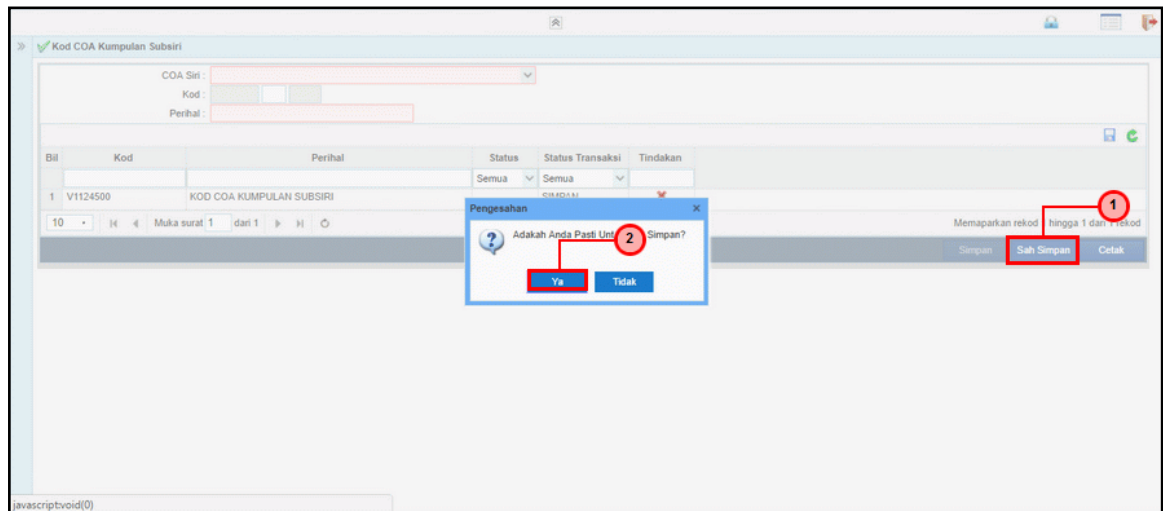 Kod COA Kumpulan Subsiri
COA Siri :
Kod :
Perihal :
Bil Kod Perihal Status Status Transaksi Tindakan
Semua Semua
1 V1124500 KOD COA KUMPULAN SUBSIRI SIMPAN
10 Muka surat 1 dari 1 Memaparkan rekod hingga 1 dari 1 rekod
Simpan Sah Simpan Cetak
1
Pengesahan x
Adakah Anda Pasti Simpan?
2
Ya Tidak
javascript:void(0)